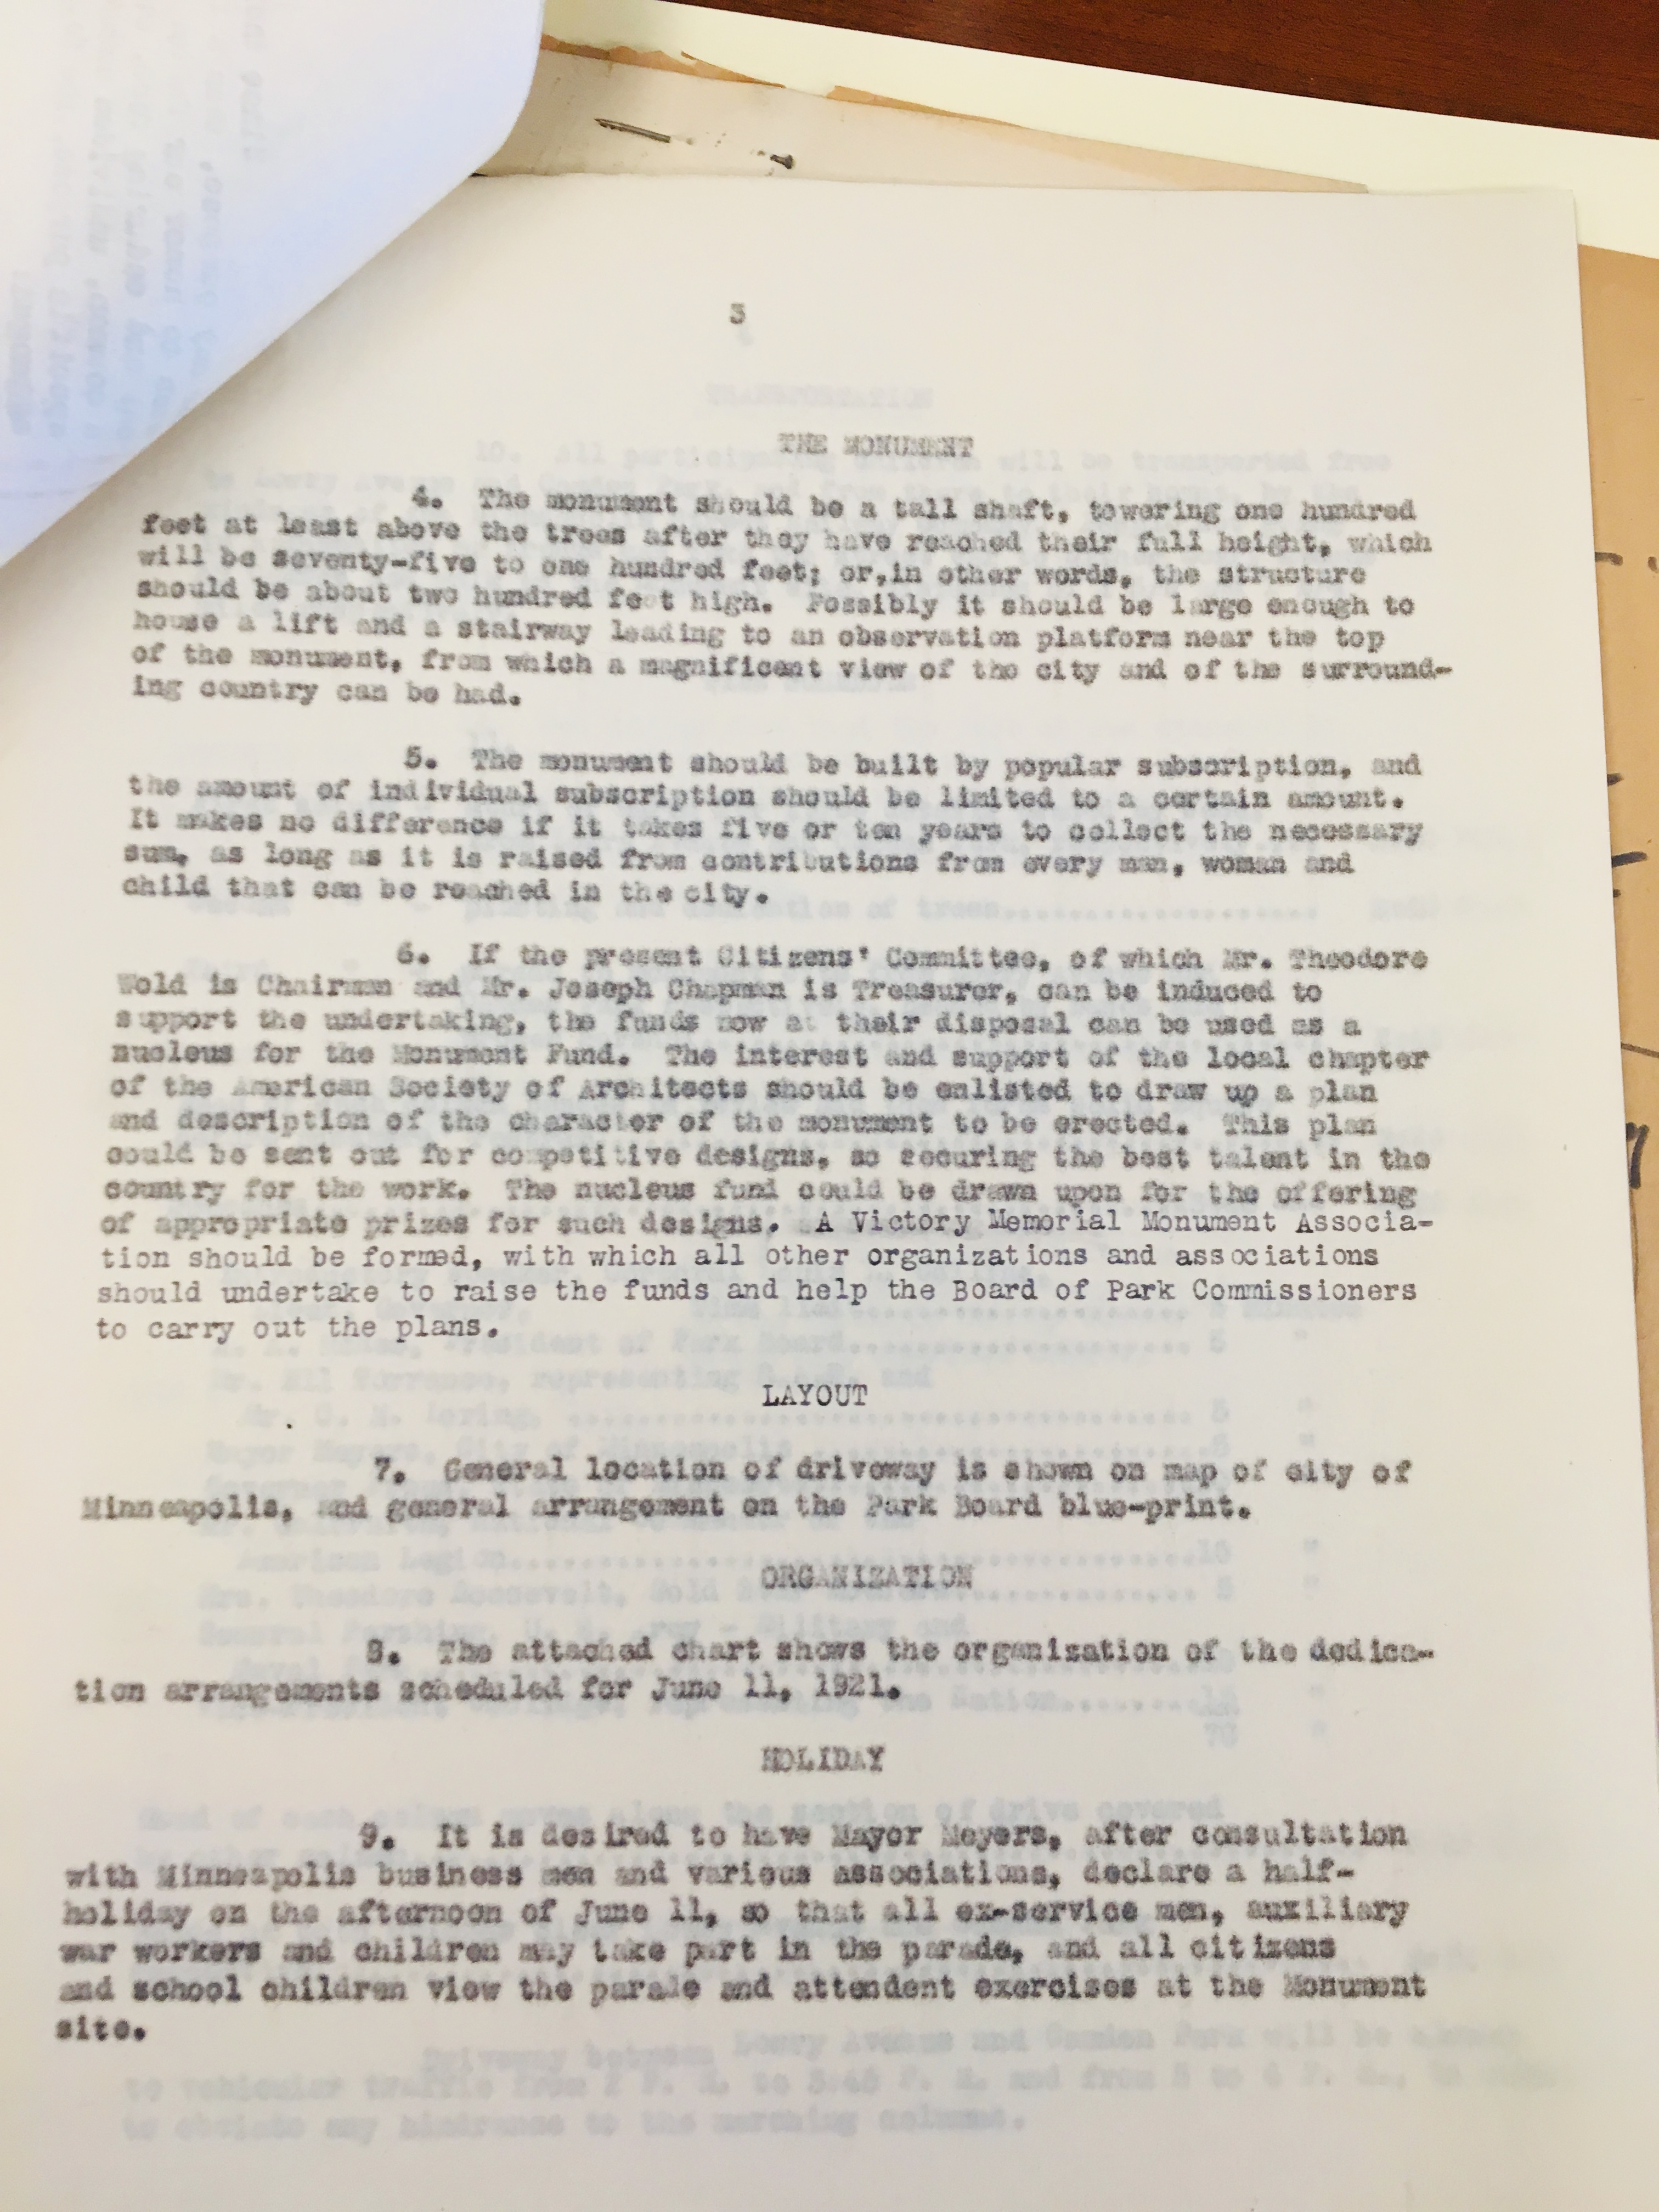 3
THE MONUMENT
4. The monument should be a tall shaft, towering one hundred
feet at least above the trees after they have reached their full height, which
will be seventy-five to one hundred feet; or,in other words, the structure
should be about two hundred feet high. Possibly it should be large enough to
house a lift and a stairway leading to an observation platform near the top
of the monument, from which a magnificent view of the city and of the surround-
ing country can be had.
5. The monument should be built by popular subscription, and
the amount of individual subscription should be limited to a certain amount.
It makes no difference if it takes five or ten years to collect the necessary
sum, as long as it is raised from contributions from every man, woman and
child that can be reached in the city.
6. If the present Citizens' Committee, of which Mr. Theodore
Wold is Chairman and Mr. Joseph Chapman is Treasurer, can be induced to
support the undertaking, the funds now at their disposal can be used as a
nucleus for the Monument Fund. The interest and support of the local chapter
of the American Society of Architects should be enlisted to draw up a plan
and description of the character of the monument to be erected. This plan
could be sent out for competitive designs, so securing the best talent in the
country for the work. The nucleus fund could be drawn upon for the offering
of appropriate prizes for such designs. A Victory Memorial Monument Associa-
tion should be formed, with which all other organizations and associations
should undertake to raise the funds and help the Board of Park Commissioners
to carry out the plans.
LAYOUT
7. General location of driveway is shown on map of city of
Minneapolis, and general arrangement on the Park Board blue-print.
ORGANIZATION
8. The attached chart shows the organization of the dedica-
tion arrangements scheduled for June 11, 1921.
HOLIDAY
9. It is desired to have Mayor Meyers, after consultation
with Minneapolis business men and various associations, declare a half-
holiday on the afternoon of June 11, so that all ex-service men, auxiliary
war workers and children may take part in the parade, and all citizens
and school children view the parade and attendent exercises at the Monument
site.